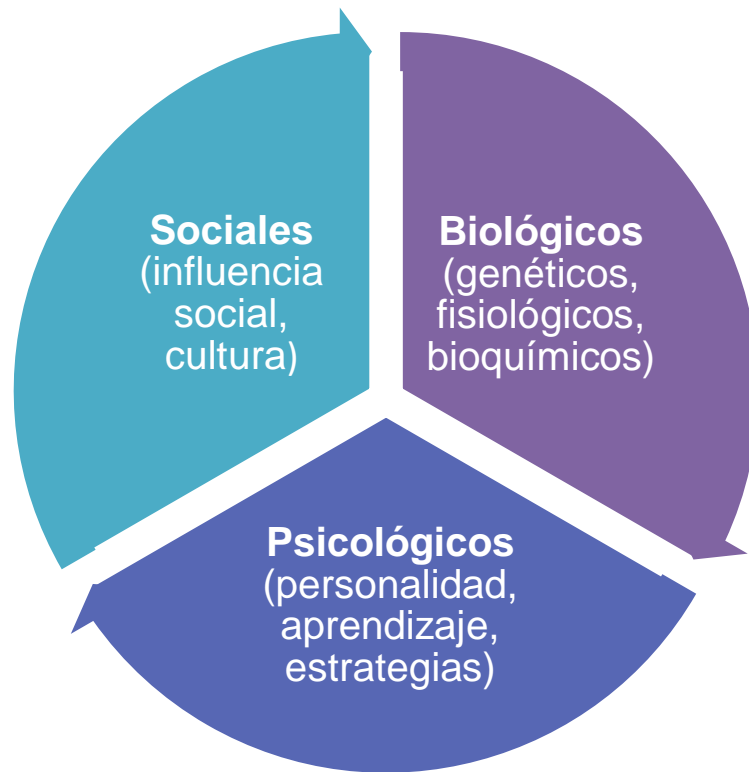 Sociales
(influencia
social,
cultura)
Biológicos
(genéticos,
fisiológicos,
bioquímicos)
Psicológicos
(personalidad,
aprendizaje,
estrategias)